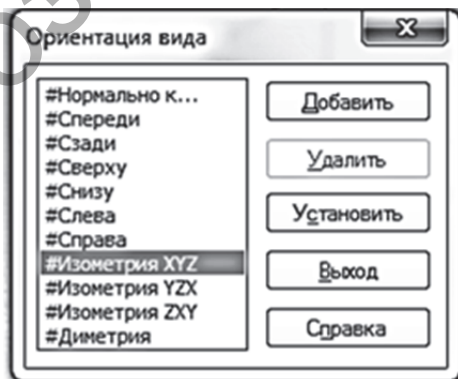 Ориентация вида
#Нормально к...
#Спереди
#Сзади
#Сверху
#Снизу
#Слева
#Справа
#Изометрия XYZ
#Изометрия YZX
#Изометрия ZXY
#Диметрия
Добавить
Удалить
Установить
Выход
Справка